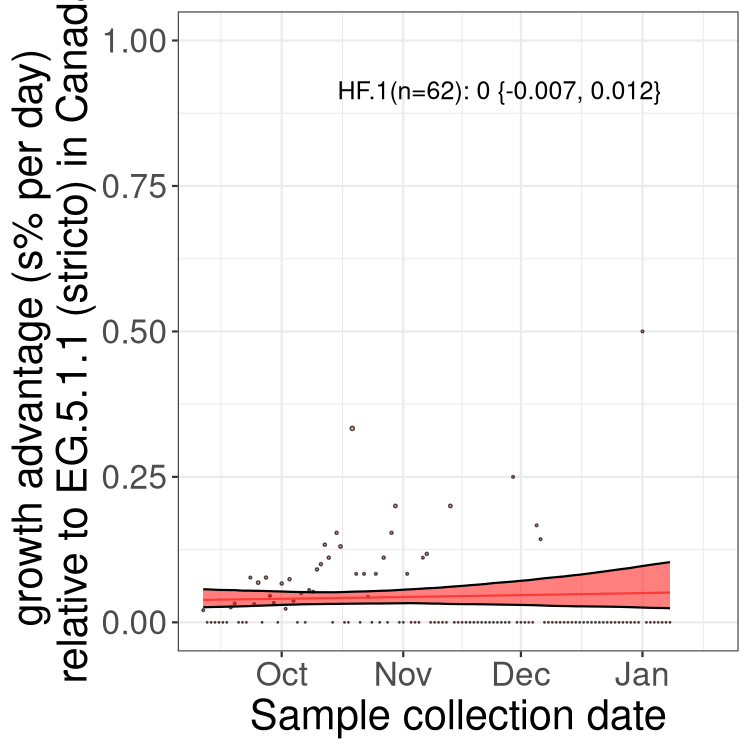 growth advantage (s% per day)
relative to EG.5.1.1 (stricto) in Canada
1.00
0.75
0.50
0.25
0.00
HF.1(n=62): 0 {-0.007, 0.012}
Oct Nov Dec Jan
Sample collection date